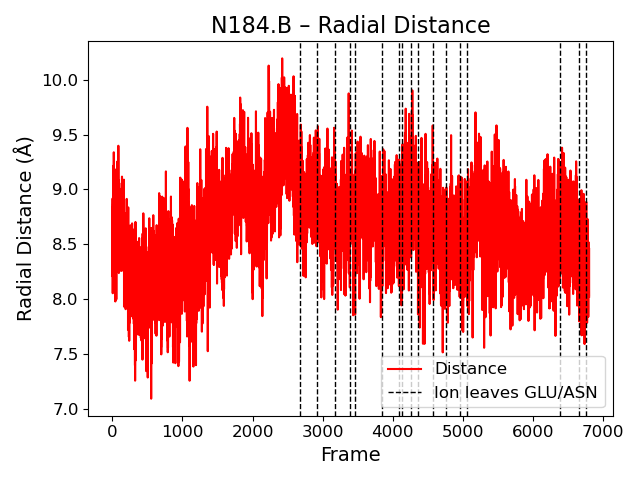 N184.B – Radial Distance
Radial Distance (Å)
10.0
9.5
9.0
8.5
8.0
7.5
7.0
Distance
Ion leaves GLU/ASN
0 1000 2000 3000 4000 5000 6000 7000
Frame